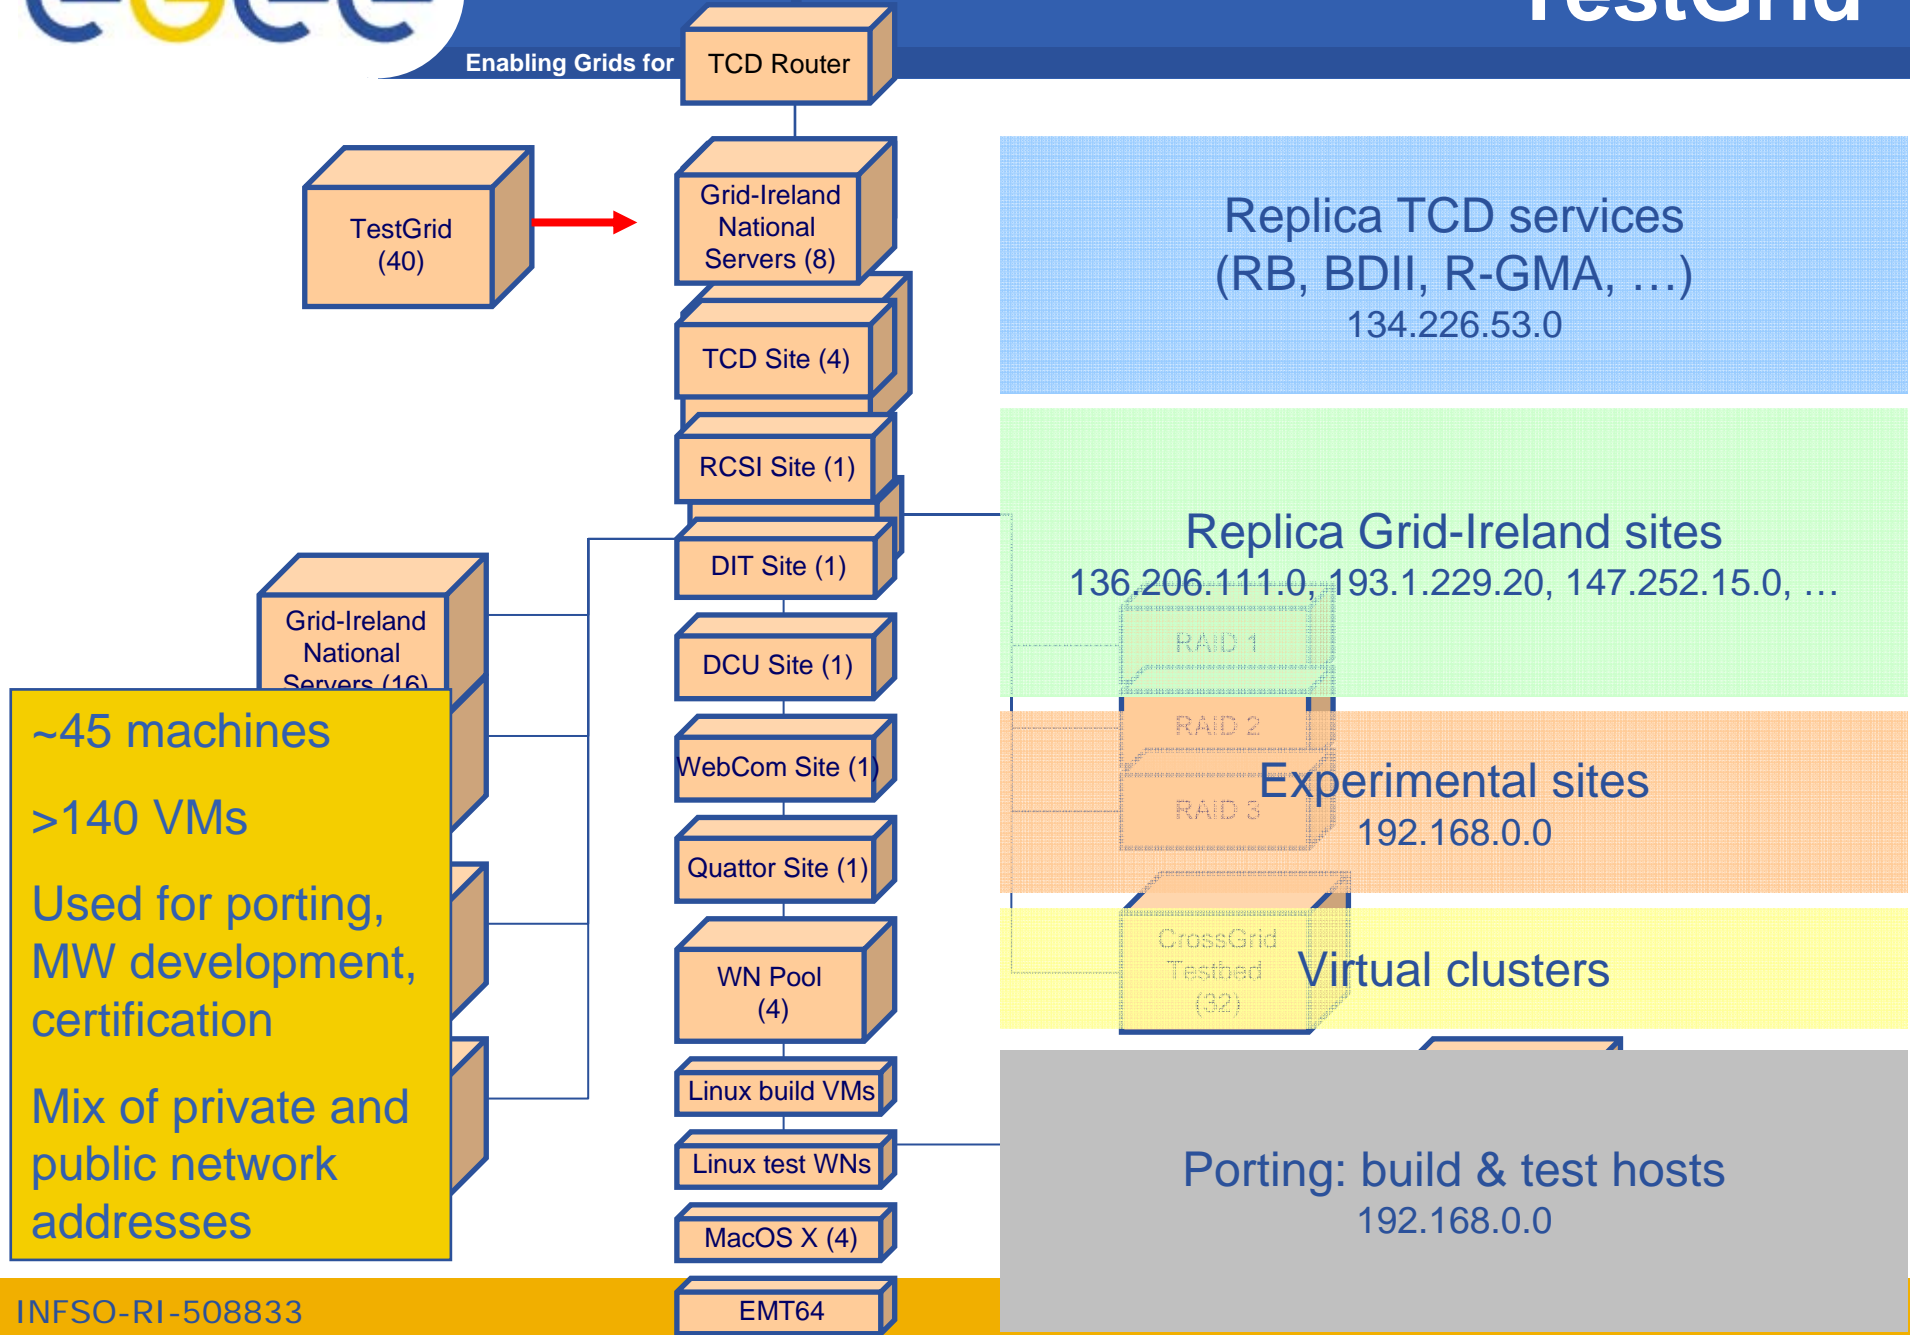 egee
TestGrid
Enabling Grids for
TCD Router
TestGrid
(40)
Grid-Ireland
National
Servers (8)
TCD Site (4)
RCSI Site (1)
DIT Site (1)
DCU Site (1)
WebCom Site (1)
Quattor Site (1)
WN Pool
(4)
Linux build VMs
Linux test WNs
MacOS X (4)
EMT64
Grid-Ireland
National
Servers (16)
~45 machines
>140 VMs
Used for porting,
MW development,
certification
Mix of private and
public network
addresses
Replica TCD services
(RB, BDII, R-GMA, …)
134.226.53.0
Replica Grid-Ireland sites
136.206.111.0, 193.1.229.20, 147.252.15.0, …
RAID 1
RAID 2
Experimental sites
RAID 3
192.168.0.0
CrossGrid
Testbed
(32)
Virtual clusters
Porting: build & test hosts
192.168.0.0
INFSO-RI-508833